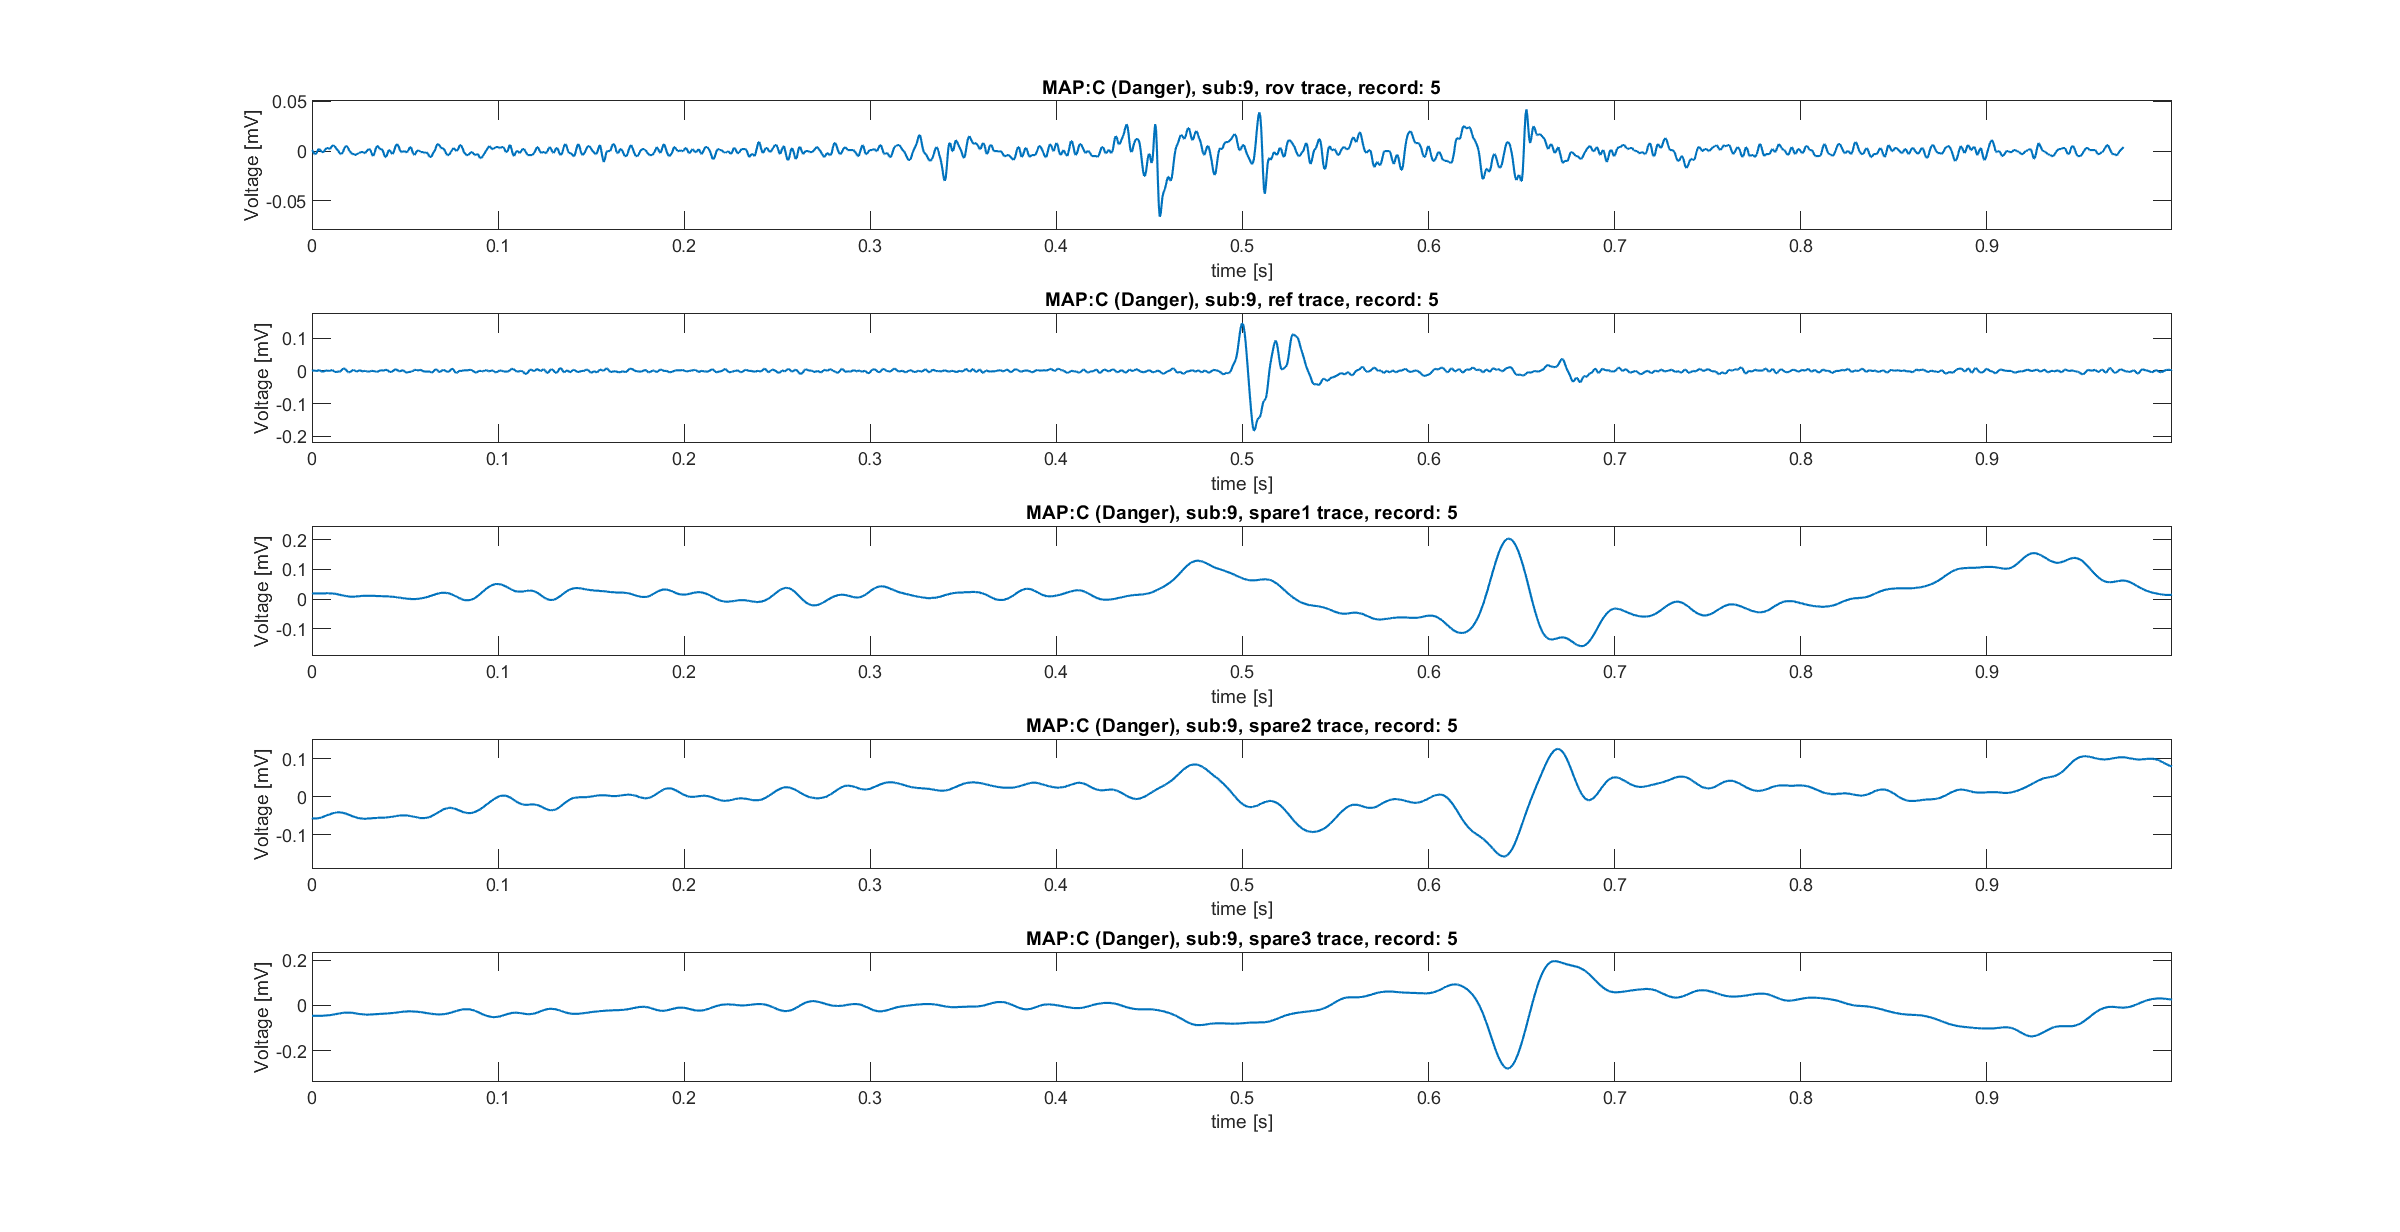 MAP:C (Danger), sub:9, rov trace, record: 5
0.05
0
-0.05
Voltage [mV]
0 0.1 0.2 0.3 0.4 0.5 0.6 0.7 0.8 0.9
time [s]
MAP:C (Danger), sub:9, ref trace, record: 5
0.1
0
-0.1
-0.2
Voltage [mV]
0 0.1 0.2 0.3 0.4 0.5 0.6 0.7 0.8 0.9
time [s]
MAP:C (Danger), sub:9, spare1 trace, record: 5
0.2
0.1
0
-0.1
Voltage [mV]
0 0.1 0.2 0.3 0.4 0.5 0.6 0.7 0.8 0.9
time [s]
MAP:C (Danger), sub:9, spare2 trace, record: 5
0.1
0
-0.1
Voltage [mV]
0 0.1 0.2 0.3 0.4 0.5 0.6 0.7 0.8 0.9
time [s]
MAP:C (Danger), sub:9, spare3 trace, record: 5
0.2
0
-0.2
Voltage [mV]
0 0.1 0.2 0.3 0.4 0.5 0.6 0.7 0.8 0.9
time [s]